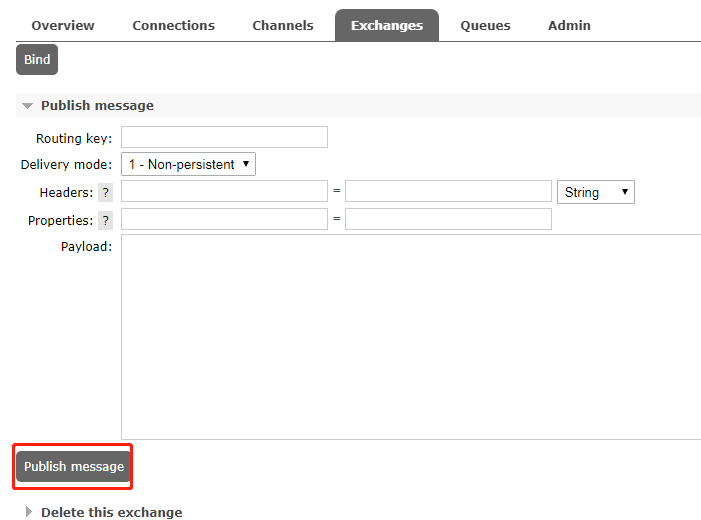 Overview Connections Channels Exchanges Queues Admin
Bind
Publish message
Routing key:
Delivery mode: 1 - Non-persistent
Headers: ? = String
Properties: ? =
Payload:
Publish message
Delete this exchange